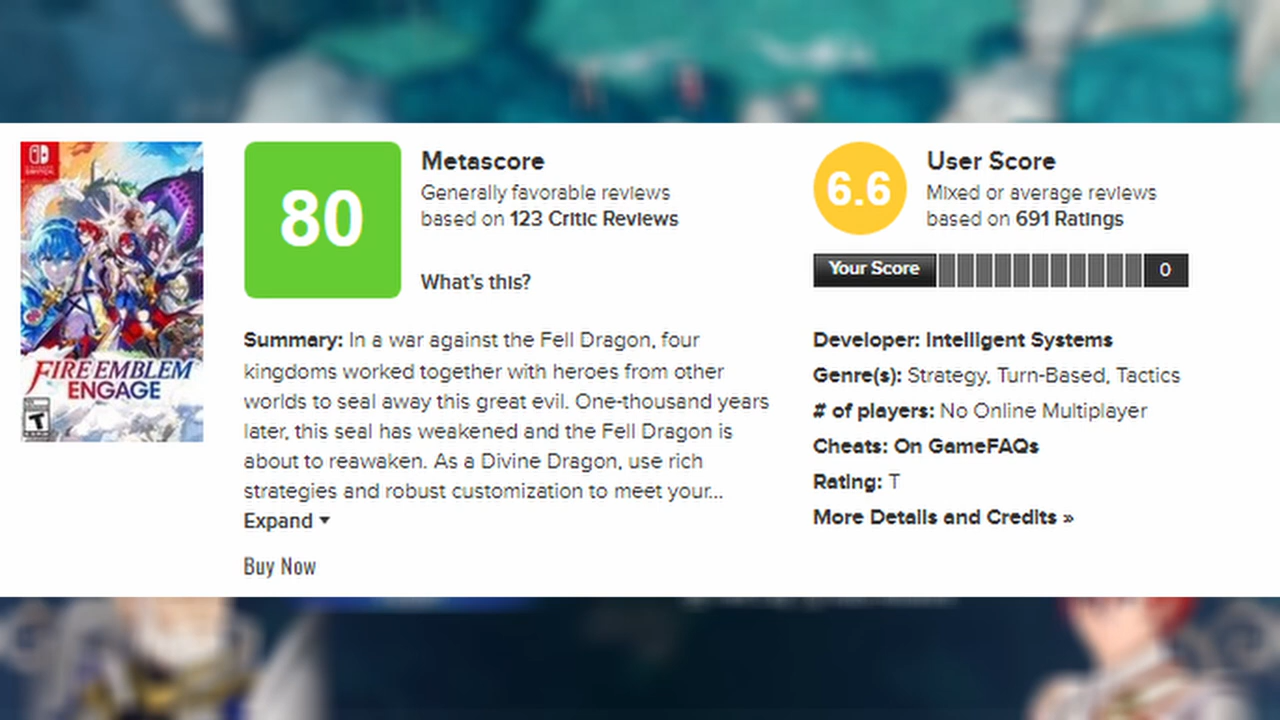 FIRE EMBLEM
ENGAGE
T
80
Metascore
Generally favorable reviews
based on 123 Critic Reviews
What's this?
Summary: In a war against the Fell Dragon, four
kingdoms worked together with heroes from other
worlds to seal away this great evil. One-thousand years
later, this seal has weakened and the Fell Dragon is
about to reawaken. As a Divine Dragon, use rich
strategies and robust customization to meet your...
Expand
Buy Now
6.6
User Score
Mixed or average reviews
based on 691 Ratings
Your Score 0
Developer: Intelligent Systems
Genre(s): Strategy, Turn-Based, Tactics
# of players: No Online Multiplayer
Cheats: On GameFAQs
Rating: T
More Details and Credits »